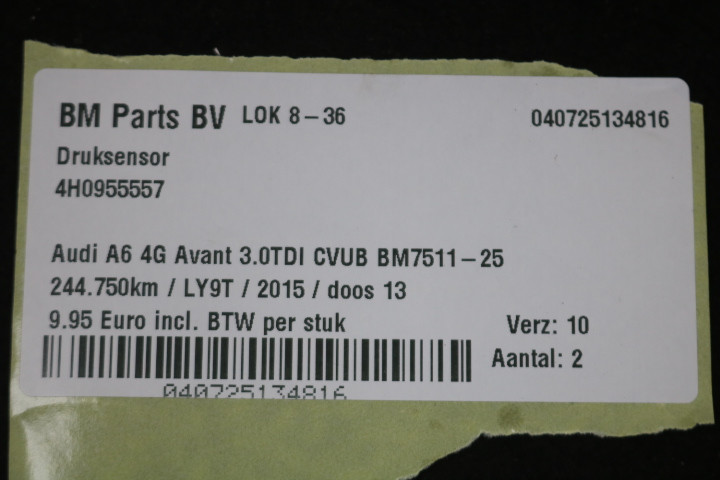 BM Parts BV LOK 8-36 040725134816
Druksensor
4H0955557
Audi A6 4G Avant 3.0TDI CVUB BM7511-25
244.750km / LY9T / 2015 / doos 13
9.95 Euro incl. BTW per stuk Verz: 10
Aantal: 2
040725134816